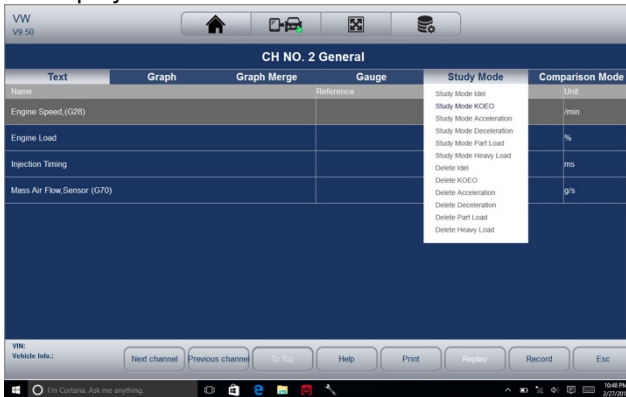 VW
V9.50
CH NO. 2 General
Text Graph Graph Merge Gauge Study Mode Comparison Mode
Name Reference Unit
Engine Speed,(G28) /min
Engine Load %
Injection Timing ms
Mass Air Flow,Sensor (G70) g/s
Study Mode Idel
Study Mode KOEO
Study Mode Acceleration
Study Mode Deceleration
Study Mode Part Load
Study Mode Heavy Load
Delete Idel
Delete KOEO
Delete Acceleration
Delete Deceleration
Delete Part Load
Delete Heavy Load
VIN:
Vehicle Info.:
Next channel Previous channel To Top Help Print Replay Record Esc
I'm Cortana. Ask me anything.
10:48 PM